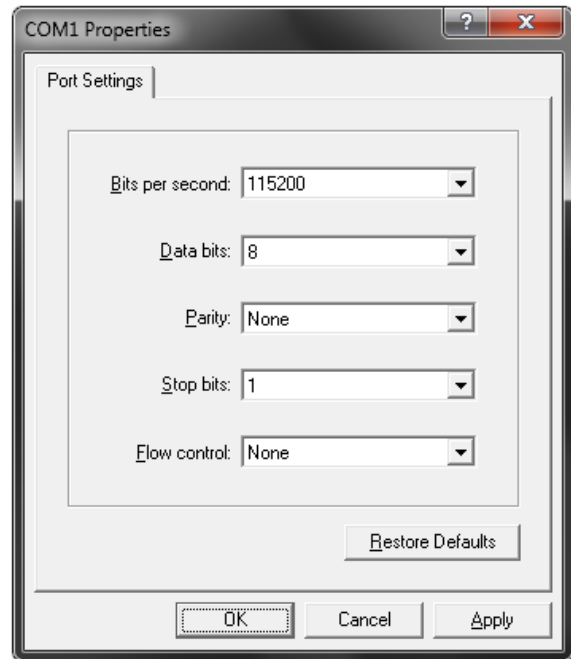 COM1 Properties
?
X
Port Settings
Bits per second: 115200
Data bits: 8
Parity: None
Stop bits: 1
Flow control: None
Restore Defaults
OK Cancel Apply